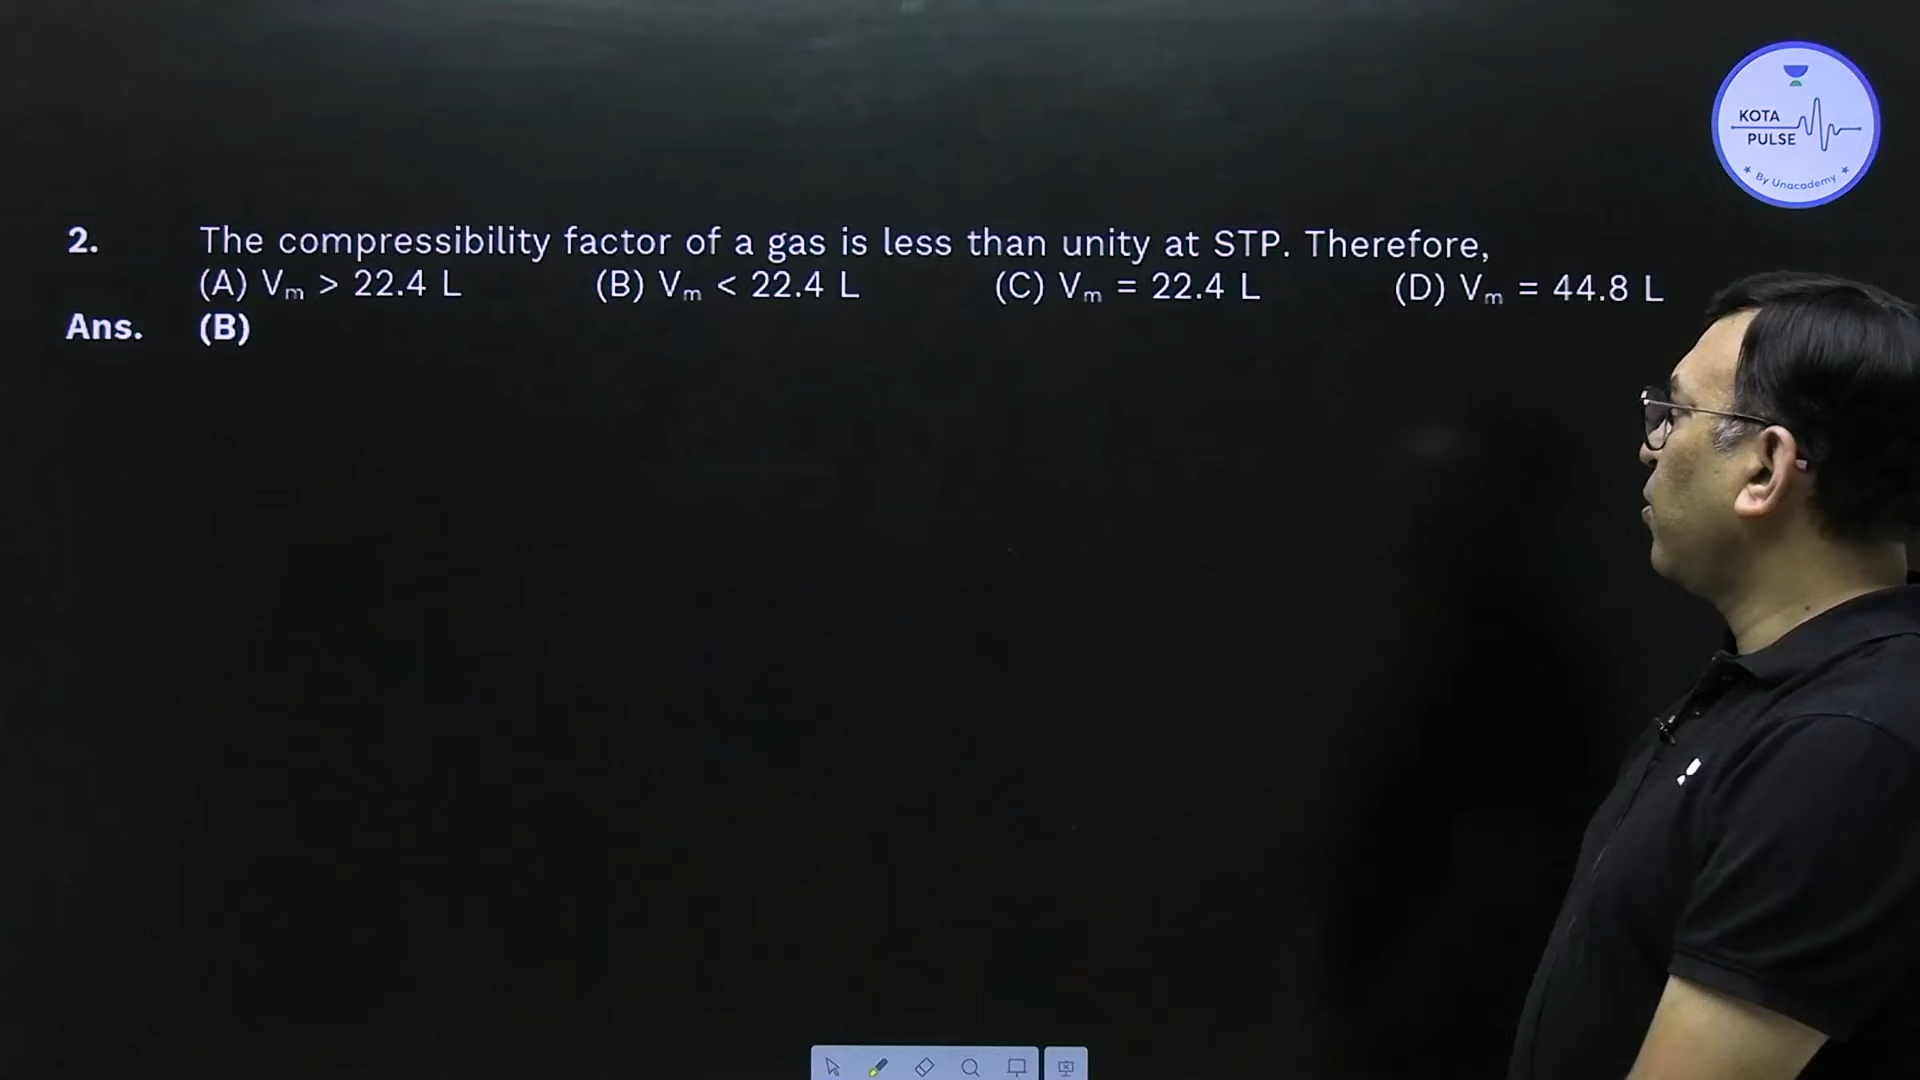 KOTA
PULSE
★ By Unacademy ★
2. The compressibility factor of a gas is less than unity at STP. Therefore,
(A) Vₘ > 22.4 L (B) Vₘ < 22.4 L (C) Vₘ = 22.4 L (D) Vₘ = 44.8 L
Ans. (B)